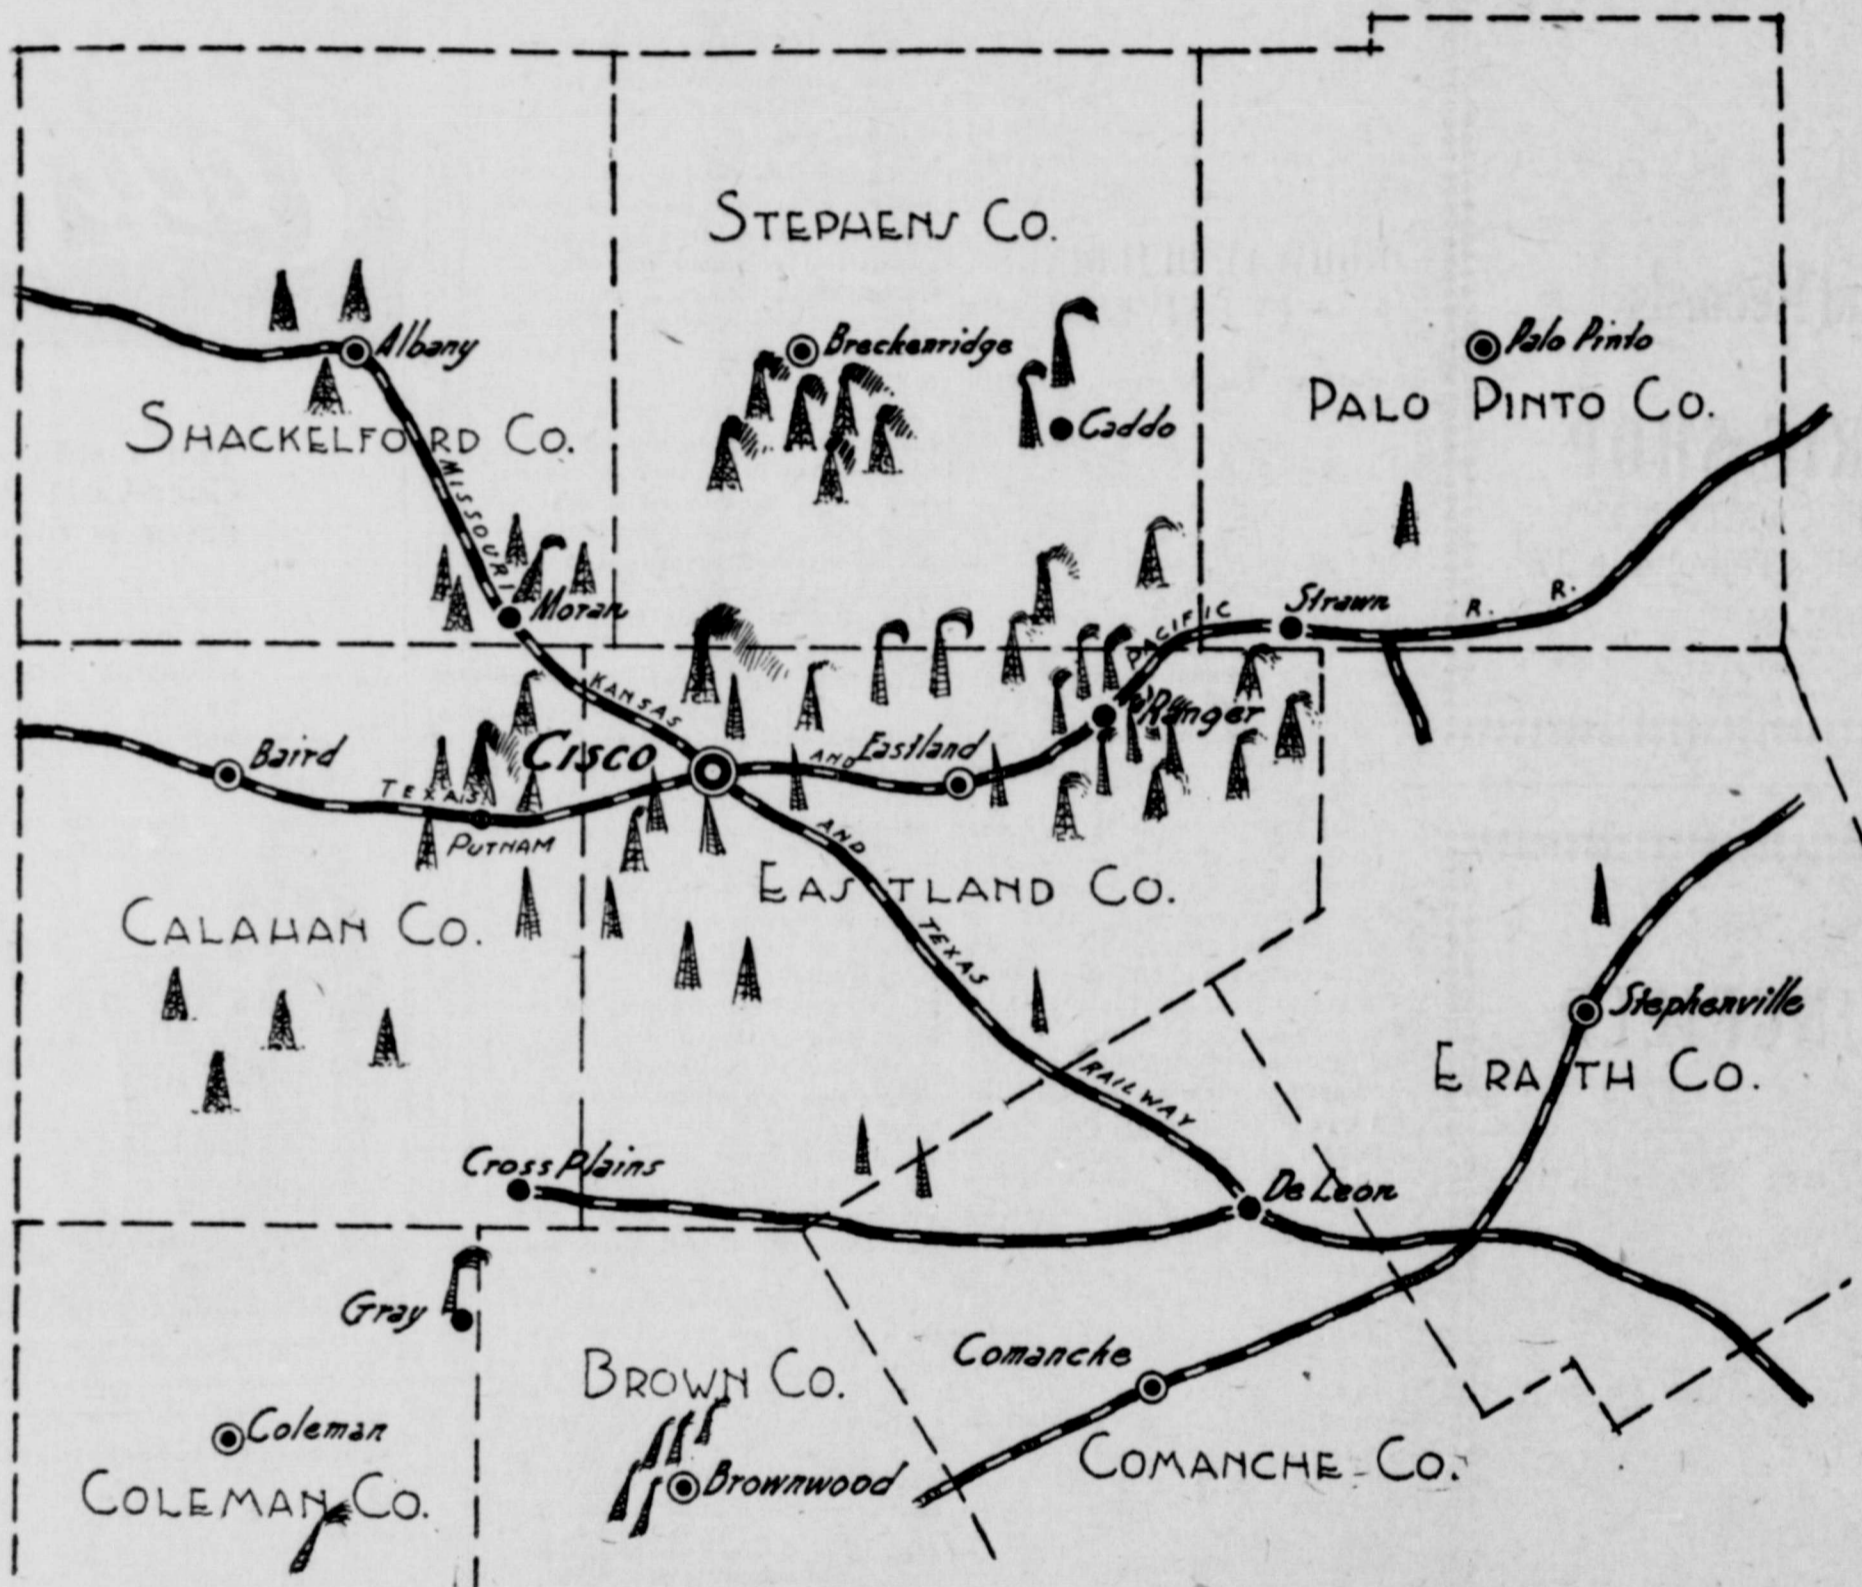 STEPHENS CO.
Albany
Breckenridge
Palo Pinto
PALO PINTO CO.
Caddo
SHACKELFORD CO.
MISSOURI
Moran
Strawn
R. R.
PACIFIC
KANSAS
Ranger
Cisco
AND
Eastland
Baird
TEXAS
PUTNAM
AND
EASTLAND CO.
CALAHAN CO.
TEXAS
Stephenville
ERATH CO.
RAILWAY
Cross Plains
De Leon
Gray
Comanche
BROWN CO.
Coleman
COMANCHE CO.
Brownwood
COLEMAN CO.